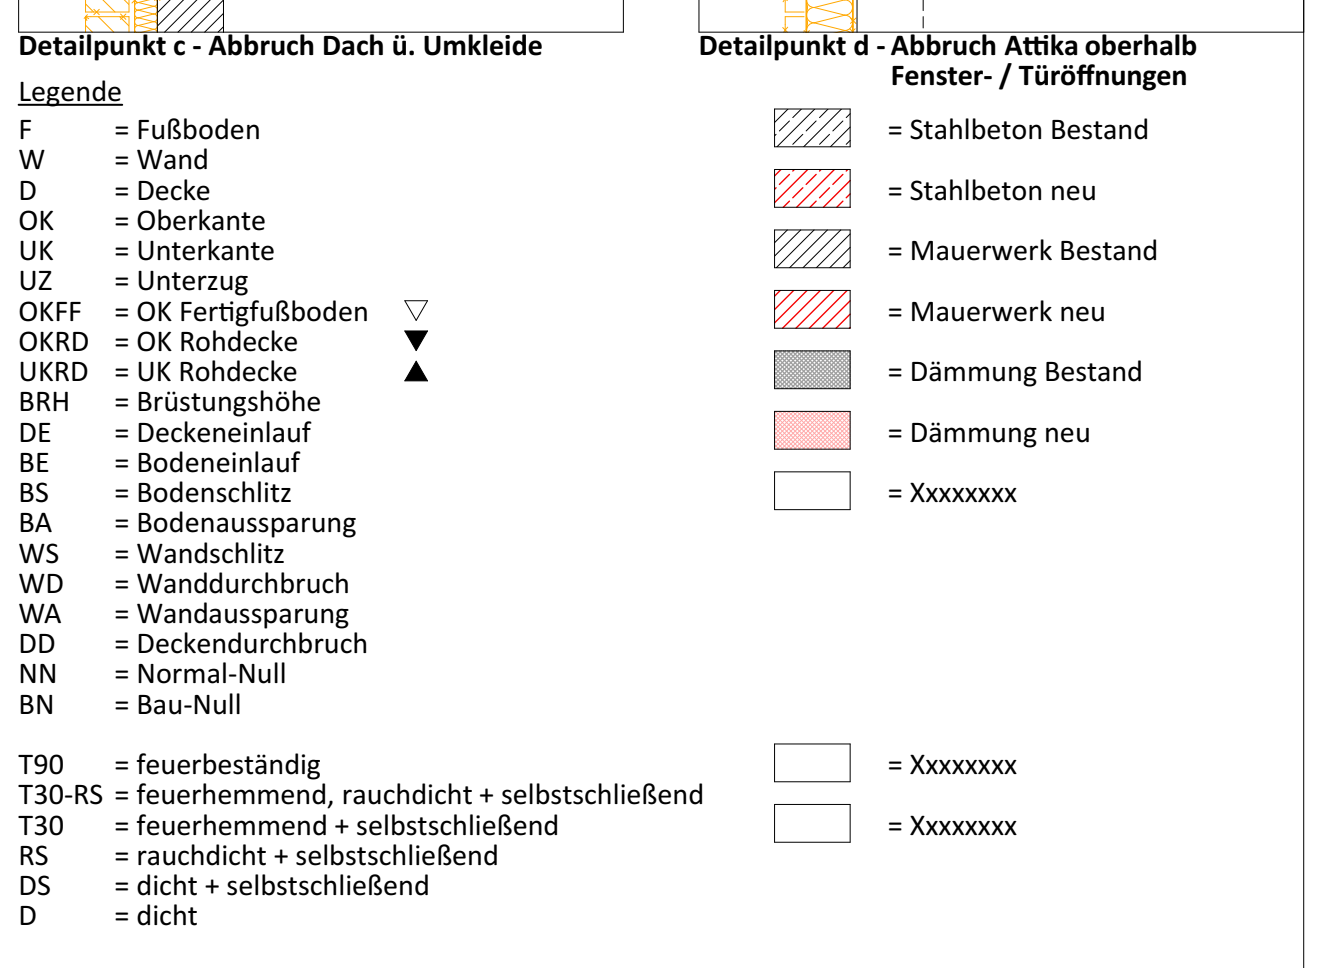 Detailpunkt c - Abbruch Dach ü. Umkleide
Detailpunkt d - Abbruch Attika oberhalb
Fenster- / Türöffnungen
Legende
F = Fußboden
W = Wand
D = Decke
OK = Oberkante
UK = Unterkante
UZ = Unterzug
OKFF = OK Fertigfußboden
OKRD = OK Rohdecke
UKRD = UK Rohdecke
BRH = Brüstungshöhe
DE = Deckeneinlauf
BE = Bodeneinlauf
BS = Bodenschlitz
BA = Bodenaussparung
WS = Wandschlitz
WD = Wanddurchbruch
WA = Wandaussparung
DD = Deckendurchbruch
NN = Normal-Null
BN = Bau-Null
T90 = feuerbeständig
T30-RS = feuerhemmend, rauchdicht + selbstschließend
T30 = feuerhemmend + selbstschließend
RS = rauchdicht + selbstschließend
DS = dicht + selbstschließend
D = dicht
= Stahlbeton Bestand
= Stahlbeton neu
= Mauerwerk Bestand
= Mauerwerk neu
= Dämmung Bestand
= Dämmung neu
= Xxxxxxxx
= Xxxxxxxx
= Xxxxxxxx